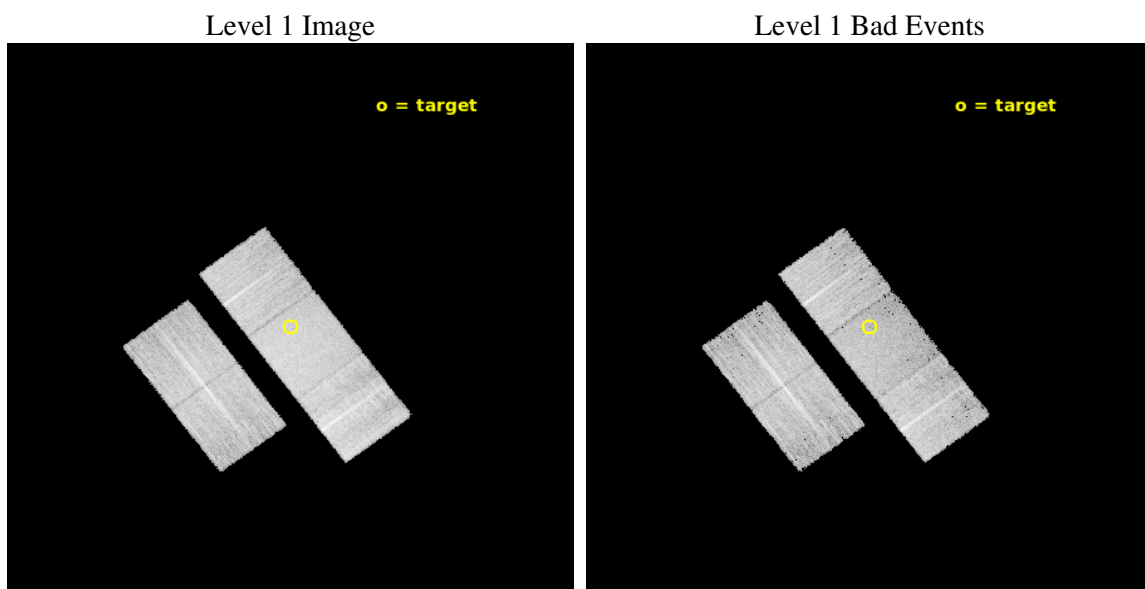 Level 1 Image
Level 1 Bad Events
o = target
o = target